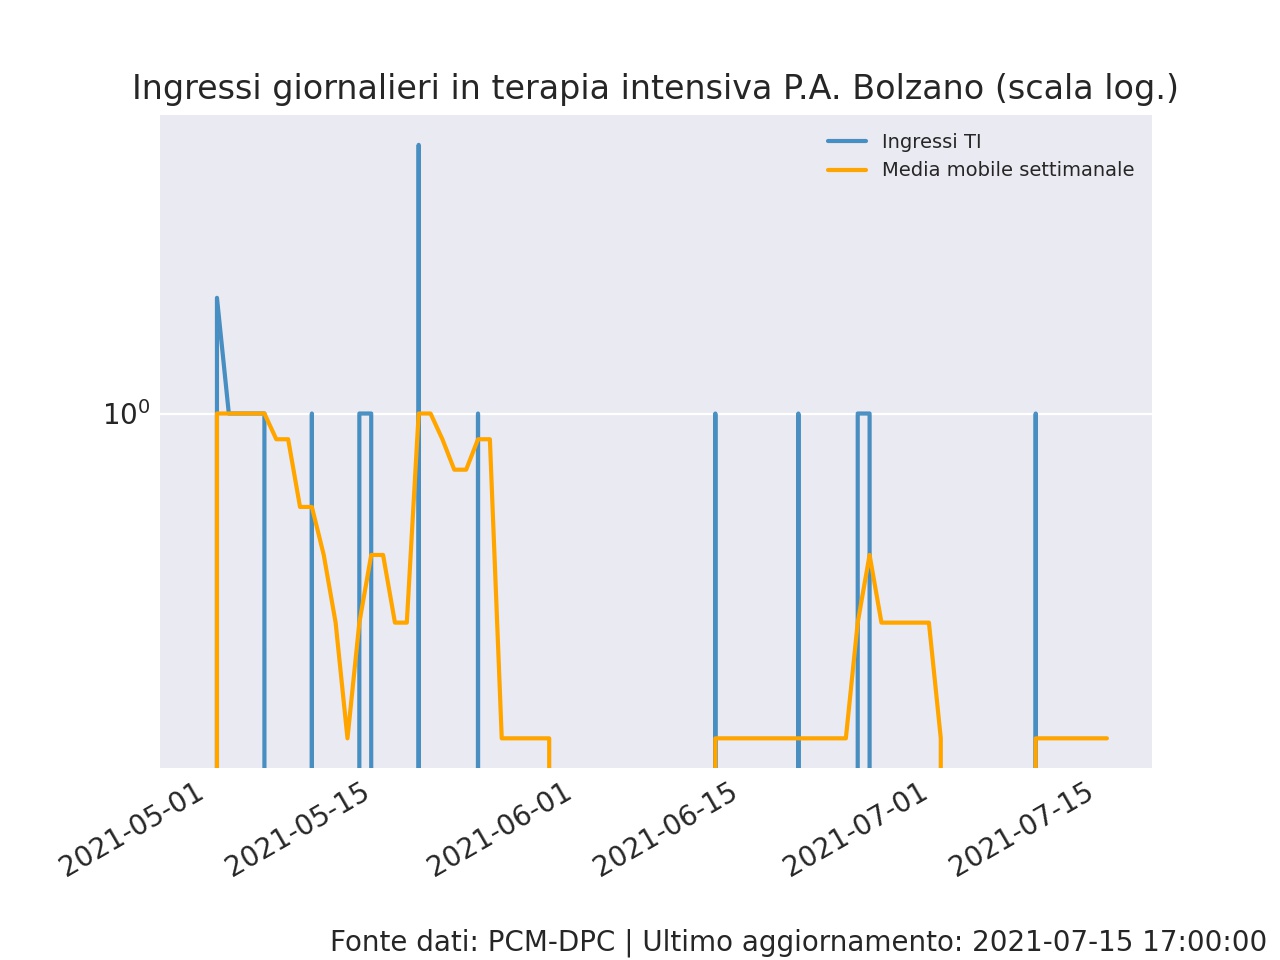 Ingressi giornalieri in terapia intensiva P.A. Bolzano (scala log.)
Ingressi TI
Media mobile settimanale
10⁰
2021-05-01
2021-05-15
2021-06-01
2021-06-15
2021-07-01
2021-07-15
Fonte dati: PCM-DPC | Ultimo aggiornamento: 2021-07-15 17:00:00